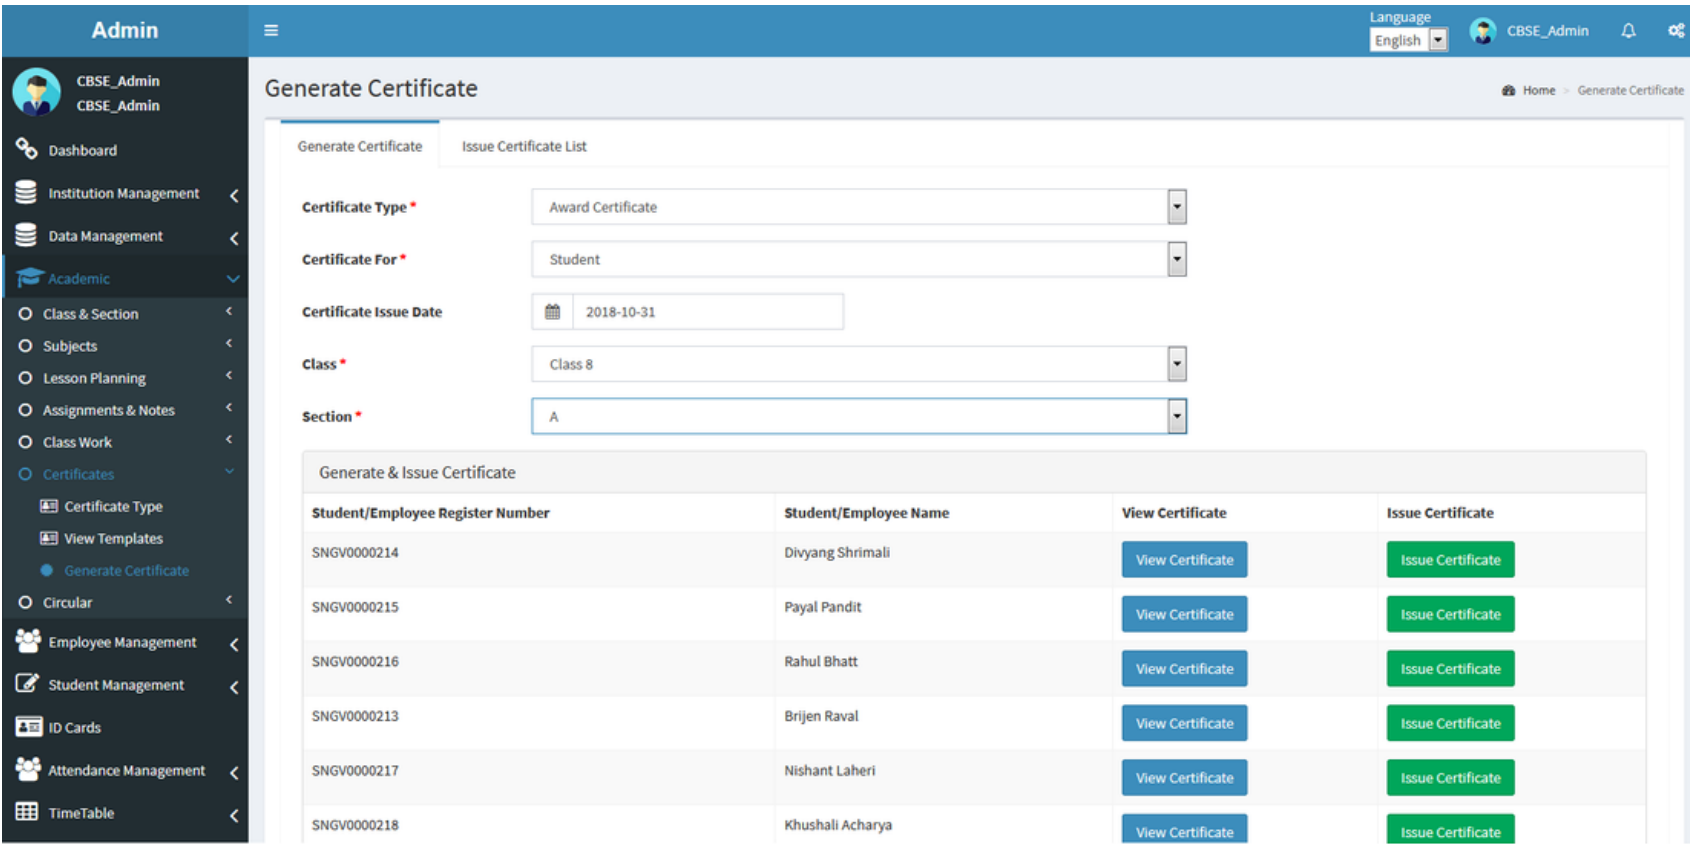 Admin
Language
English
CBSE_Admin
CBSE_Admin
CBSE_Admin
Dashboard
Institution Management
Data Management
Academic
Class & Section
Subjects
Lesson Planning
Assignments & Notes
Class Work
Certificates
Certificate Type
View Templates
Generate Certificate
Circular
Employee Management
Student Management
ID Cards
Attendance Management
TimeTable
Generate Certificate
Home > Generate Certificate
Generate Certificate Issue Certificate List
Certificate Type * Award Certificate
Certificate For * Student
Certificate Issue Date 2018-10-31
Class * Class 8
Section * A
Generate & Issue Certificate
Student/Employee Register Number Student/Employee Name View Certificate Issue Certificate
SNGV0000214 Divyang Shrimali View Certificate Issue Certificate
SNGV0000215 Payal Pandit View Certificate Issue Certificate
SNGV0000216 Rahul Bhatt View Certificate Issue Certificate
SNGV0000213 Brijen Raval View Certificate Issue Certificate
SNGV0000217 Nishant Laheri View Certificate Issue Certificate
SNGV0000218 Khushali Acharya View Certificate Issue Certificate